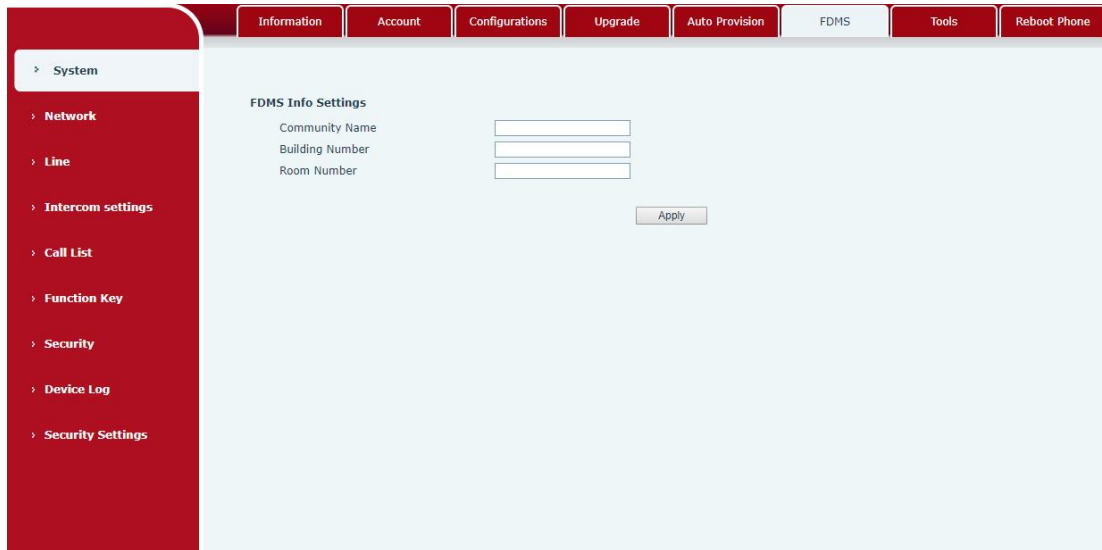 Information Account Configurations Upgrade Auto Provision FDMS Tools Reboot Phone
› System
› Network
› Line
› Intercom settings
› Call List
› Function Key
› Security
› Device Log
› Security Settings
FDMS Info Settings
Community Name
Building Number
Room Number
Apply